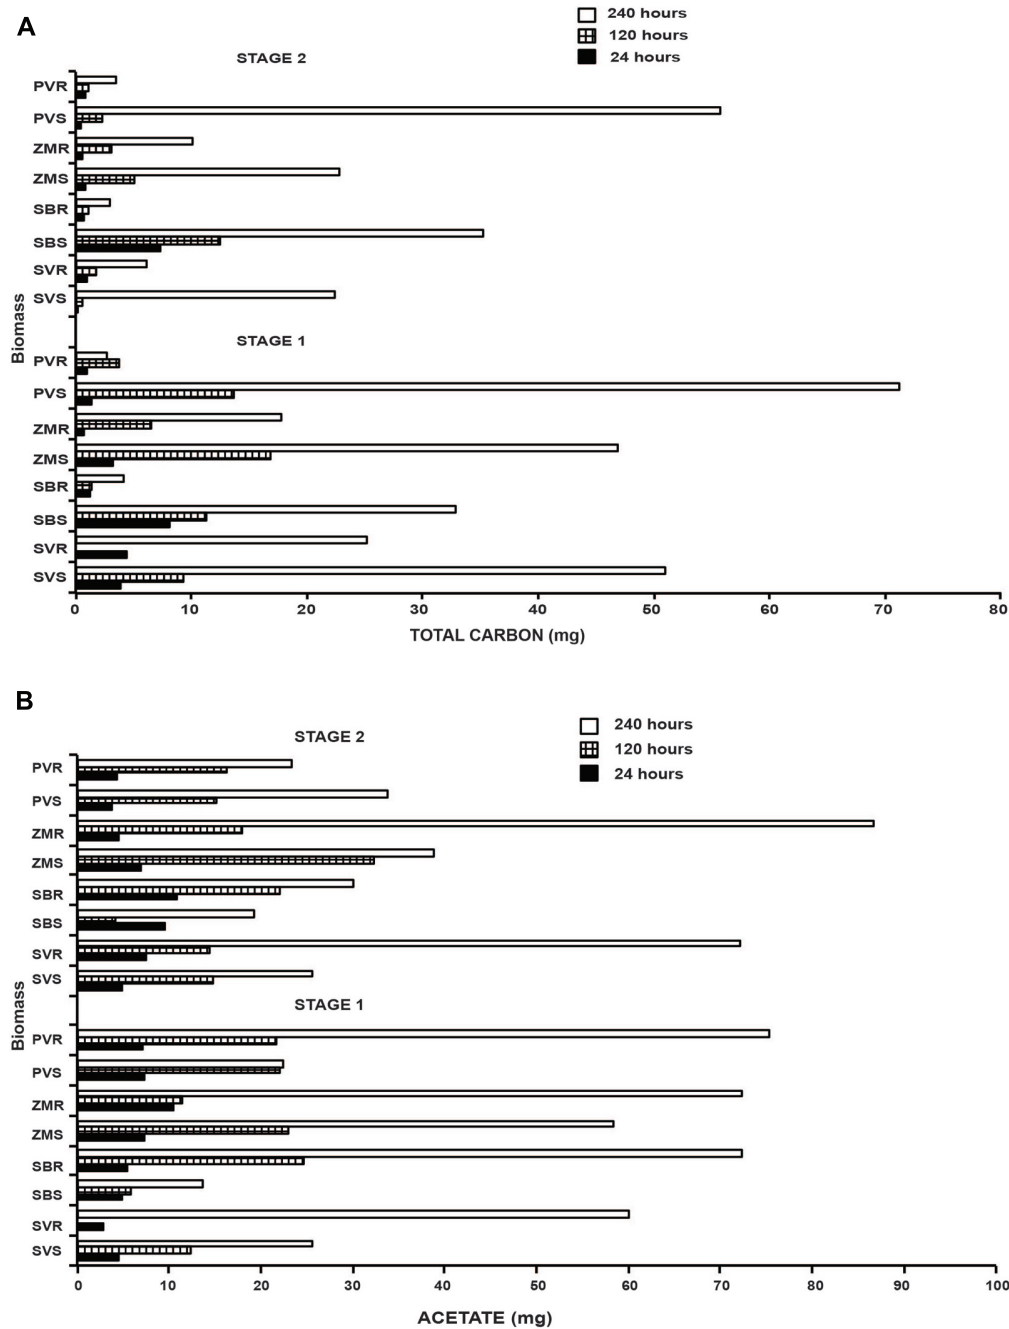 A
240 hours
120 hours
24 hours
STAGE 2
PVR
PVS
ZMR
ZMS
SBR
SBS
SVR
SVS
Biomass
STAGE 1
PVR
PVS
ZMR
ZMS
SBR
SBS
SVR
SVS
0 10 20 30 40 50 60 70 80
TOTAL CARBON (mg)
B
240 hours
120 hours
24 hours
STAGE 2
PVR
PVS
ZMR
ZMS
SBR
SBS
SVR
SVS
Biomass
STAGE 1
PVR
PVS
ZMR
ZMS
SBR
SBS
SVR
SVS
0 10 20 30 40 50 60 70 80 90 100
ACETATE (mg)